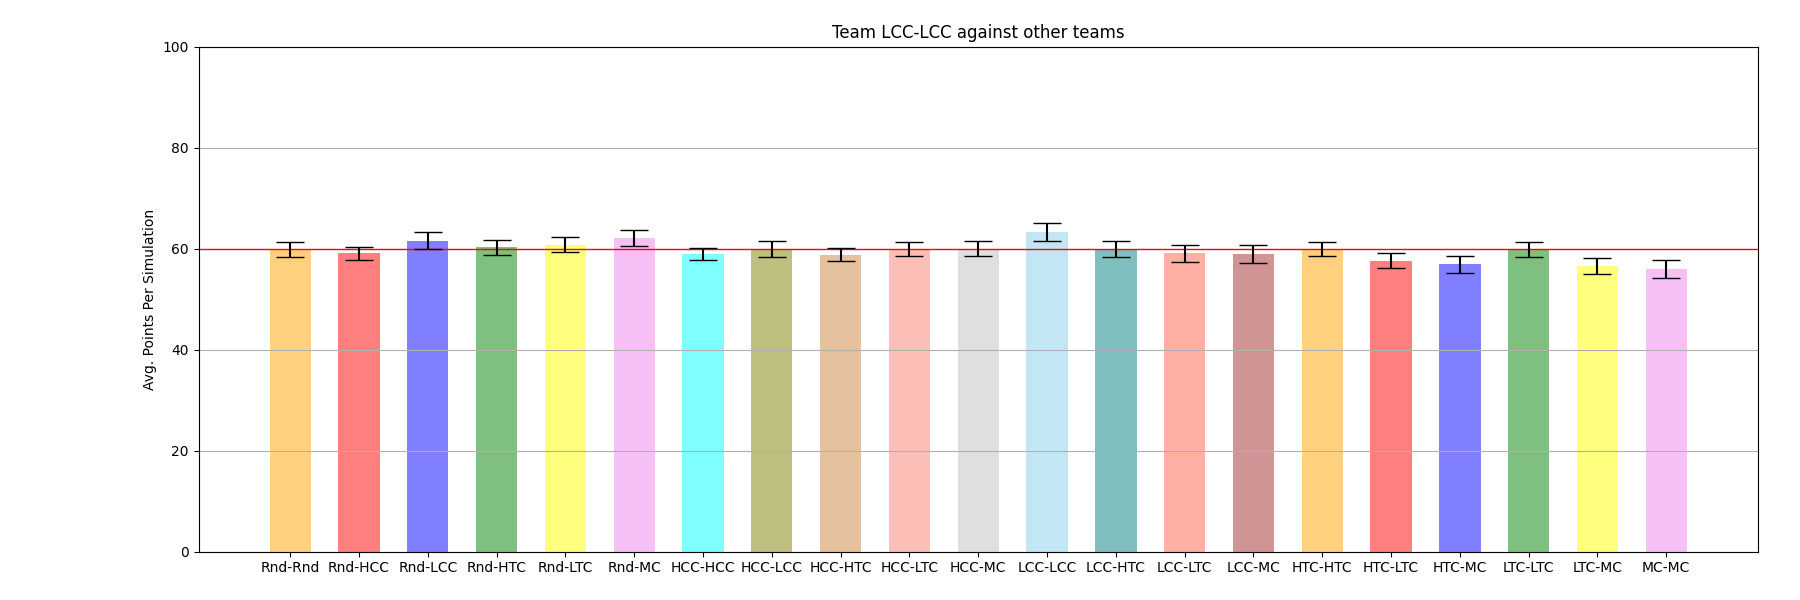 Team LCC-LCC against other teams
Avg. Points Per Simulation
100
80
60
40
20
0
Rnd-Rnd Rnd-HCC Rnd-LCC Rnd-HTC Rnd-LTC Rnd-MC HCC-HCC HCC-LCC HCC-HTC HCC-LTC HCC-MC LCC-LCC LCC-HTC LCC-LTC LCC-MC HTC-HTC HTC-LTC HTC-MC LTC-LTC LTC-MC MC-MC